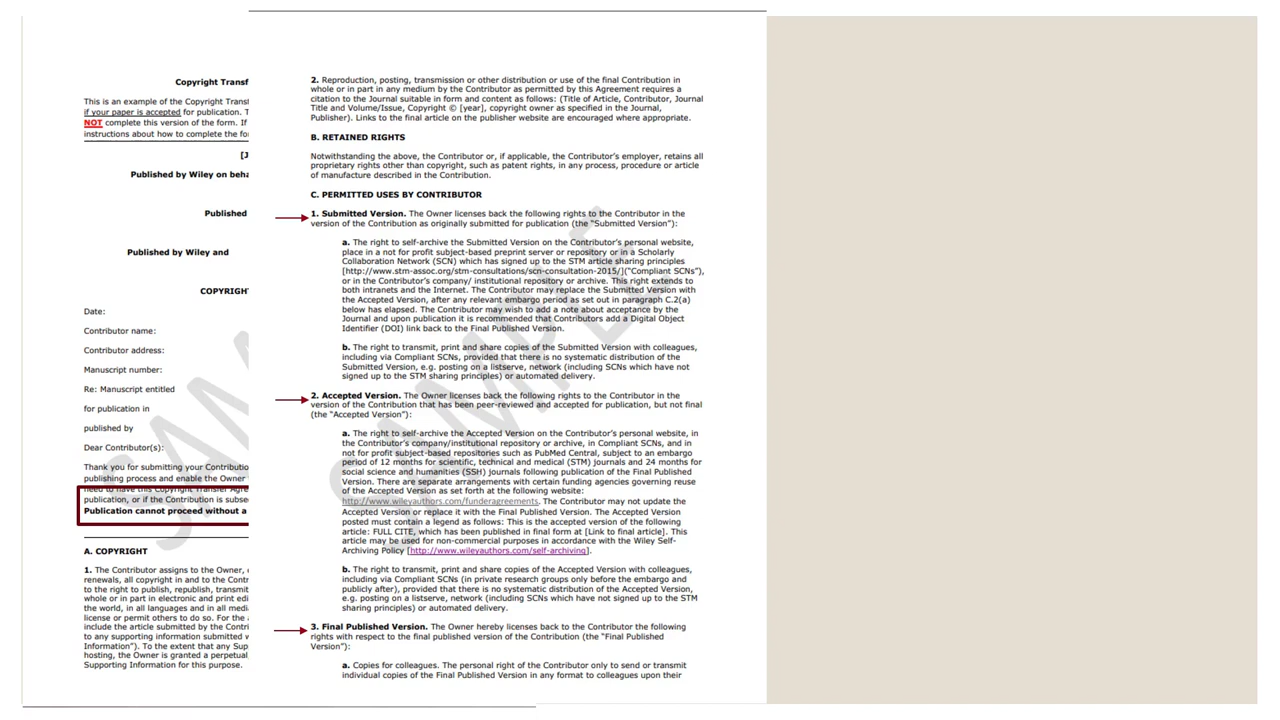 Copyright Transf
This is an example of the Copyright Transf
if your paper is accepted for publication. T
NOT complete this version of the form. If
instructions about how to complete the fo
[J
Published by Wiley on beha
Published
Published by Wiley and
COPYRIGHT
Date:
Contributor name:
Contributor address:
Manuscript number:
Re: Manuscript entitled
for publication in
published by
Dear Contributor(s):
Thank you for submitting your Contributio
publishing process and enable the Owner
need to have this Copyright Transfer Agre
publication, or if the Contribution is subse
Publication cannot proceed without a
A. COPYRIGHT
1. The Contributor assigns to the Owner,
renewals, all copyright in and to the Contr
to the right to publish, republish, transmit
whole or in part in electronic and print edi
the world, in all languages and in all medi
license or permit others to do so. For the
include the article submitted by the Contri
to any supporting information submitted w
Information"). To the extent that any Sup
hosting, the Owner is granted a perpetual,
Supporting Information for this purpose.
SAM
2. Reproduction, posting, transmission or other distribution or use of the final Contribution in
whole or in part in any medium by the Contributor as permitted by this Agreement requires a
citation to the Journal suitable in form and content as follows: (Title of Article, Contributor, Journal
Title and Volume/Issue, Copyright © [year], copyright owner as specified in the Journal,
Publisher). Links to the final article on the publisher website are encouraged where appropriate.
B. RETAINED RIGHTS
Notwithstanding the above, the Contributor or, if applicable, the Contributor's employer, retains all
proprietary rights other than copyright, such as patent rights, in any process, procedure or article
of manufacture described in the Contribution.
C. PERMITTED USES BY CONTRIBUTOR
1. Submitted Version. The Owner licenses back the following rights to the Contributor in the
version of the Contribution as originally submitted for publication (the "Submitted Version"):
a. The right to self-archive the Submitted Version on the Contributor's personal website,
place in a not for profit subject-based preprint server or repository or in a Scholarly
Collaboration Network (SCN) which has signed up to the STM article sharing principles
[http://www.stm-assoc.org/stm-consultations/scn-consultation-2015/]("Compliant SCNs"),
or in the Contributor's company/ institutional repository or archive. This right extends to
both intranets and the Internet. The Contributor may replace the Submitted Version with
the Accepted Version, after any relevant embargo period as set out in paragraph C.2(a)
below has elapsed. The Contributor may wish to add a note about acceptance by the
Journal and upon publication it is recommended that Contributors add a Digital Object
Identifier (DOI) link back to the Final Published Version.
b. The right to transmit, print and share copies of the Submitted Version with colleagues,
including via Compliant SCNs, provided that there is no systematic distribution of the
Submitted Version, e.g. posting on a listserve, network (including SCNs which have not
signed up to the STM sharing principles) or automated delivery.
2. Accepted Version. The Owner licenses back the following rights to the Contributor in the
version of the Contribution that has been peer-reviewed and accepted for publication, but not final
(the "Accepted Version"):
a. The right to self-archive the Accepted Version on the Contributor's personal website, in
the Contributor's company/institutional repository or archive, in Compliant SCNs, and in
not for profit subject-based repositories such as PubMed Central, subject to an embargo
period of 12 months for scientific, technical and medical (STM) journals and 24 months for
social science and humanities (SSH) journals following publication of the Final Published
Version. There are separate arrangements with certain funding agencies governing reuse
of the Accepted Version as set forth at the following website:
http://www.wileyauthors.com/funderagreements. The Contributor may not update the
Accepted Version or replace it with the Final Published Version. The Accepted Version
posted must contain a legend as follows: This is the accepted version of the following
article: FULL CITE, which has been published in final form at [Link to final article]. This
article may be used for non-commercial purposes in accordance with the Wiley Self-
Archiving Policy [http://www.wileyauthors.com/self-archiving].
b. The right to transmit, print and share copies of the Accepted Version with colleagues,
including via Compliant SCNs (in private research groups only before the embargo and
publicly after), provided that there is no systematic distribution of the Accepted Version,
e.g. posting on a listserve, network (including SCNs which have not signed up to the STM
sharing principles) or automated delivery.
3. Final Published Version. The Owner hereby licenses back to the Contributor the following
rights with respect to the final published version of the Contribution (the "Final Published
Version"):
a. Copies for colleagues. The personal right of the Contributor only to send or transmit
individual copies of the Final Published Version in any format to colleagues upon their
SAMPLE